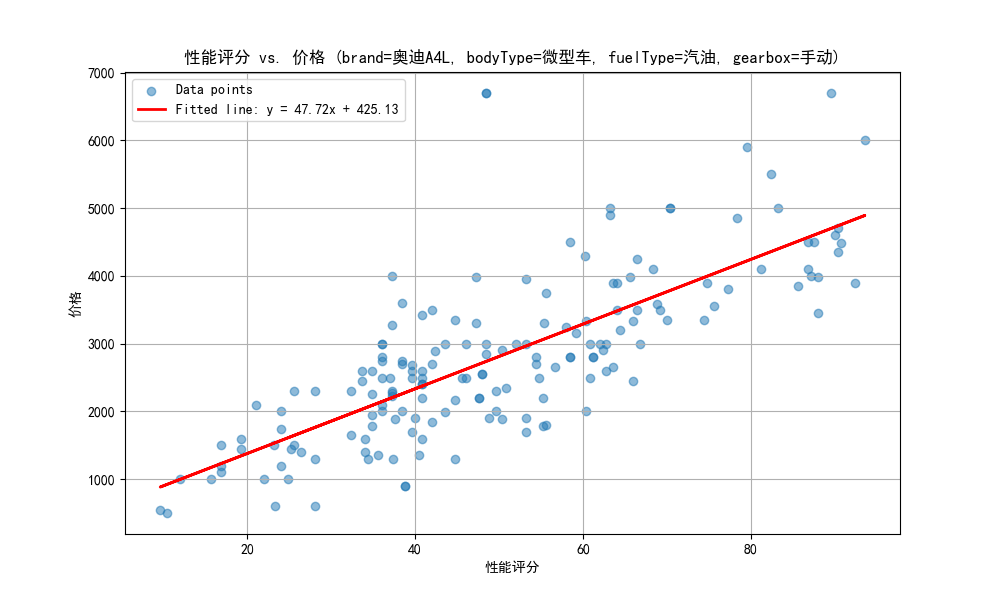 性能评分 vs. 价格 (brand=奥迪A4L, bodyType=微型车, fuelType=汽油, gearbox=手动)
Data points
Fitted line: y = 47.72x + 425.13
7000
6000
5000
4000
3000
2000
1000
价格
20 40 60 80
性能评分